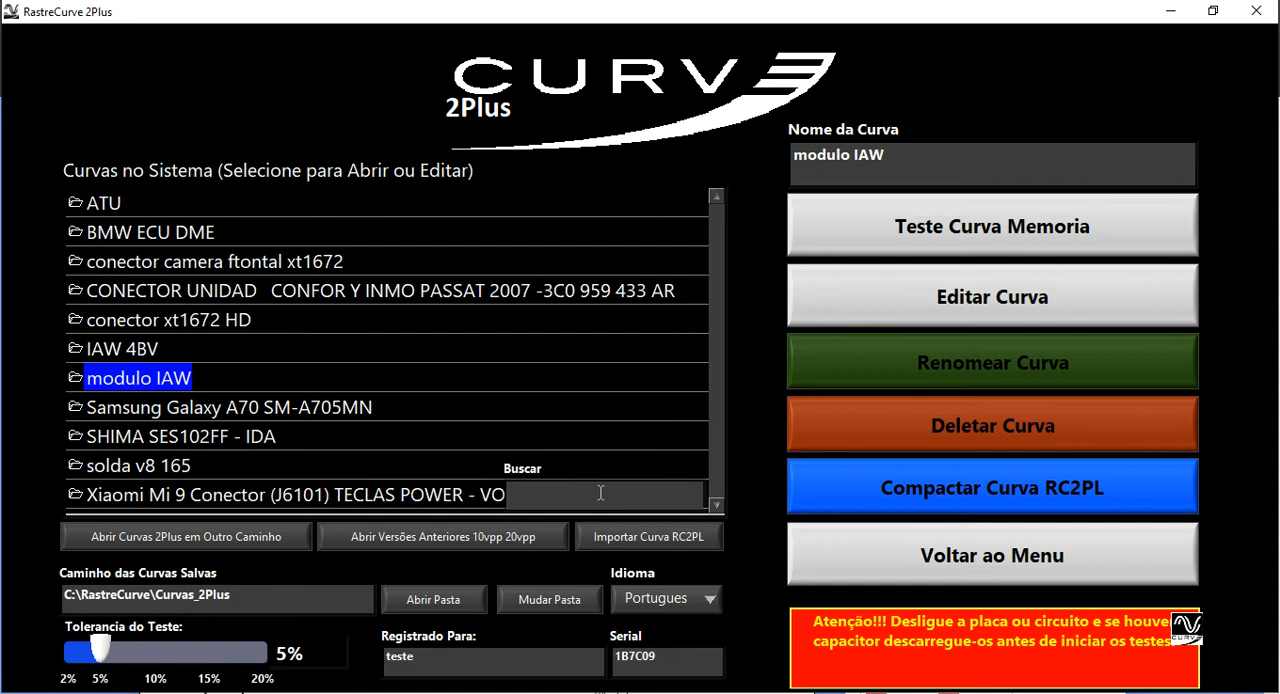 RastreCurve 2Plus
CURVE
2Plus
Nome da Curva
modulo IAW
Curvas no Sistema (Selecione para Abrir ou Editar)
ATU
BMW ECU DME
conector camera ftontal xt1672
CONECTOR UNIDAD   CONFOR Y INMO PASSAT 2007 -3C0 959 433 AR
conector xt1672 HD
IAW 4BV
modulo IAW
Samsung Galaxy A70 SM-A705MN
SHIMA SES102FF - IDA
solda v8 165
Buscar
Xiaomi Mi 9 Conector (J6101) TECLAS POWER - VO
Teste Curva Memoria
Editar Curva
Renomear Curva
Deletar Curva
Compactar Curva RC2PL
Voltar ao Menu
Abrir Curvas 2Plus em Outro Caminho
Abrir Versões Anteriores 10vpp 20vpp
Importar Curva RC2PL
Caminho das Curvas Salvas
C:\RastreCurve\Curvas_2Plus
Abrir Pasta
Mudar Pasta
Idioma
Portugues
Tolerancia do Teste:
5%
2% 5% 10% 15% 20%
Registrado Para:
teste
Serial
1B7C09
Atenção!!! Desligue a placa ou circuito e se houver
capacitor descarregue-os antes de iniciar os testes
CURVE